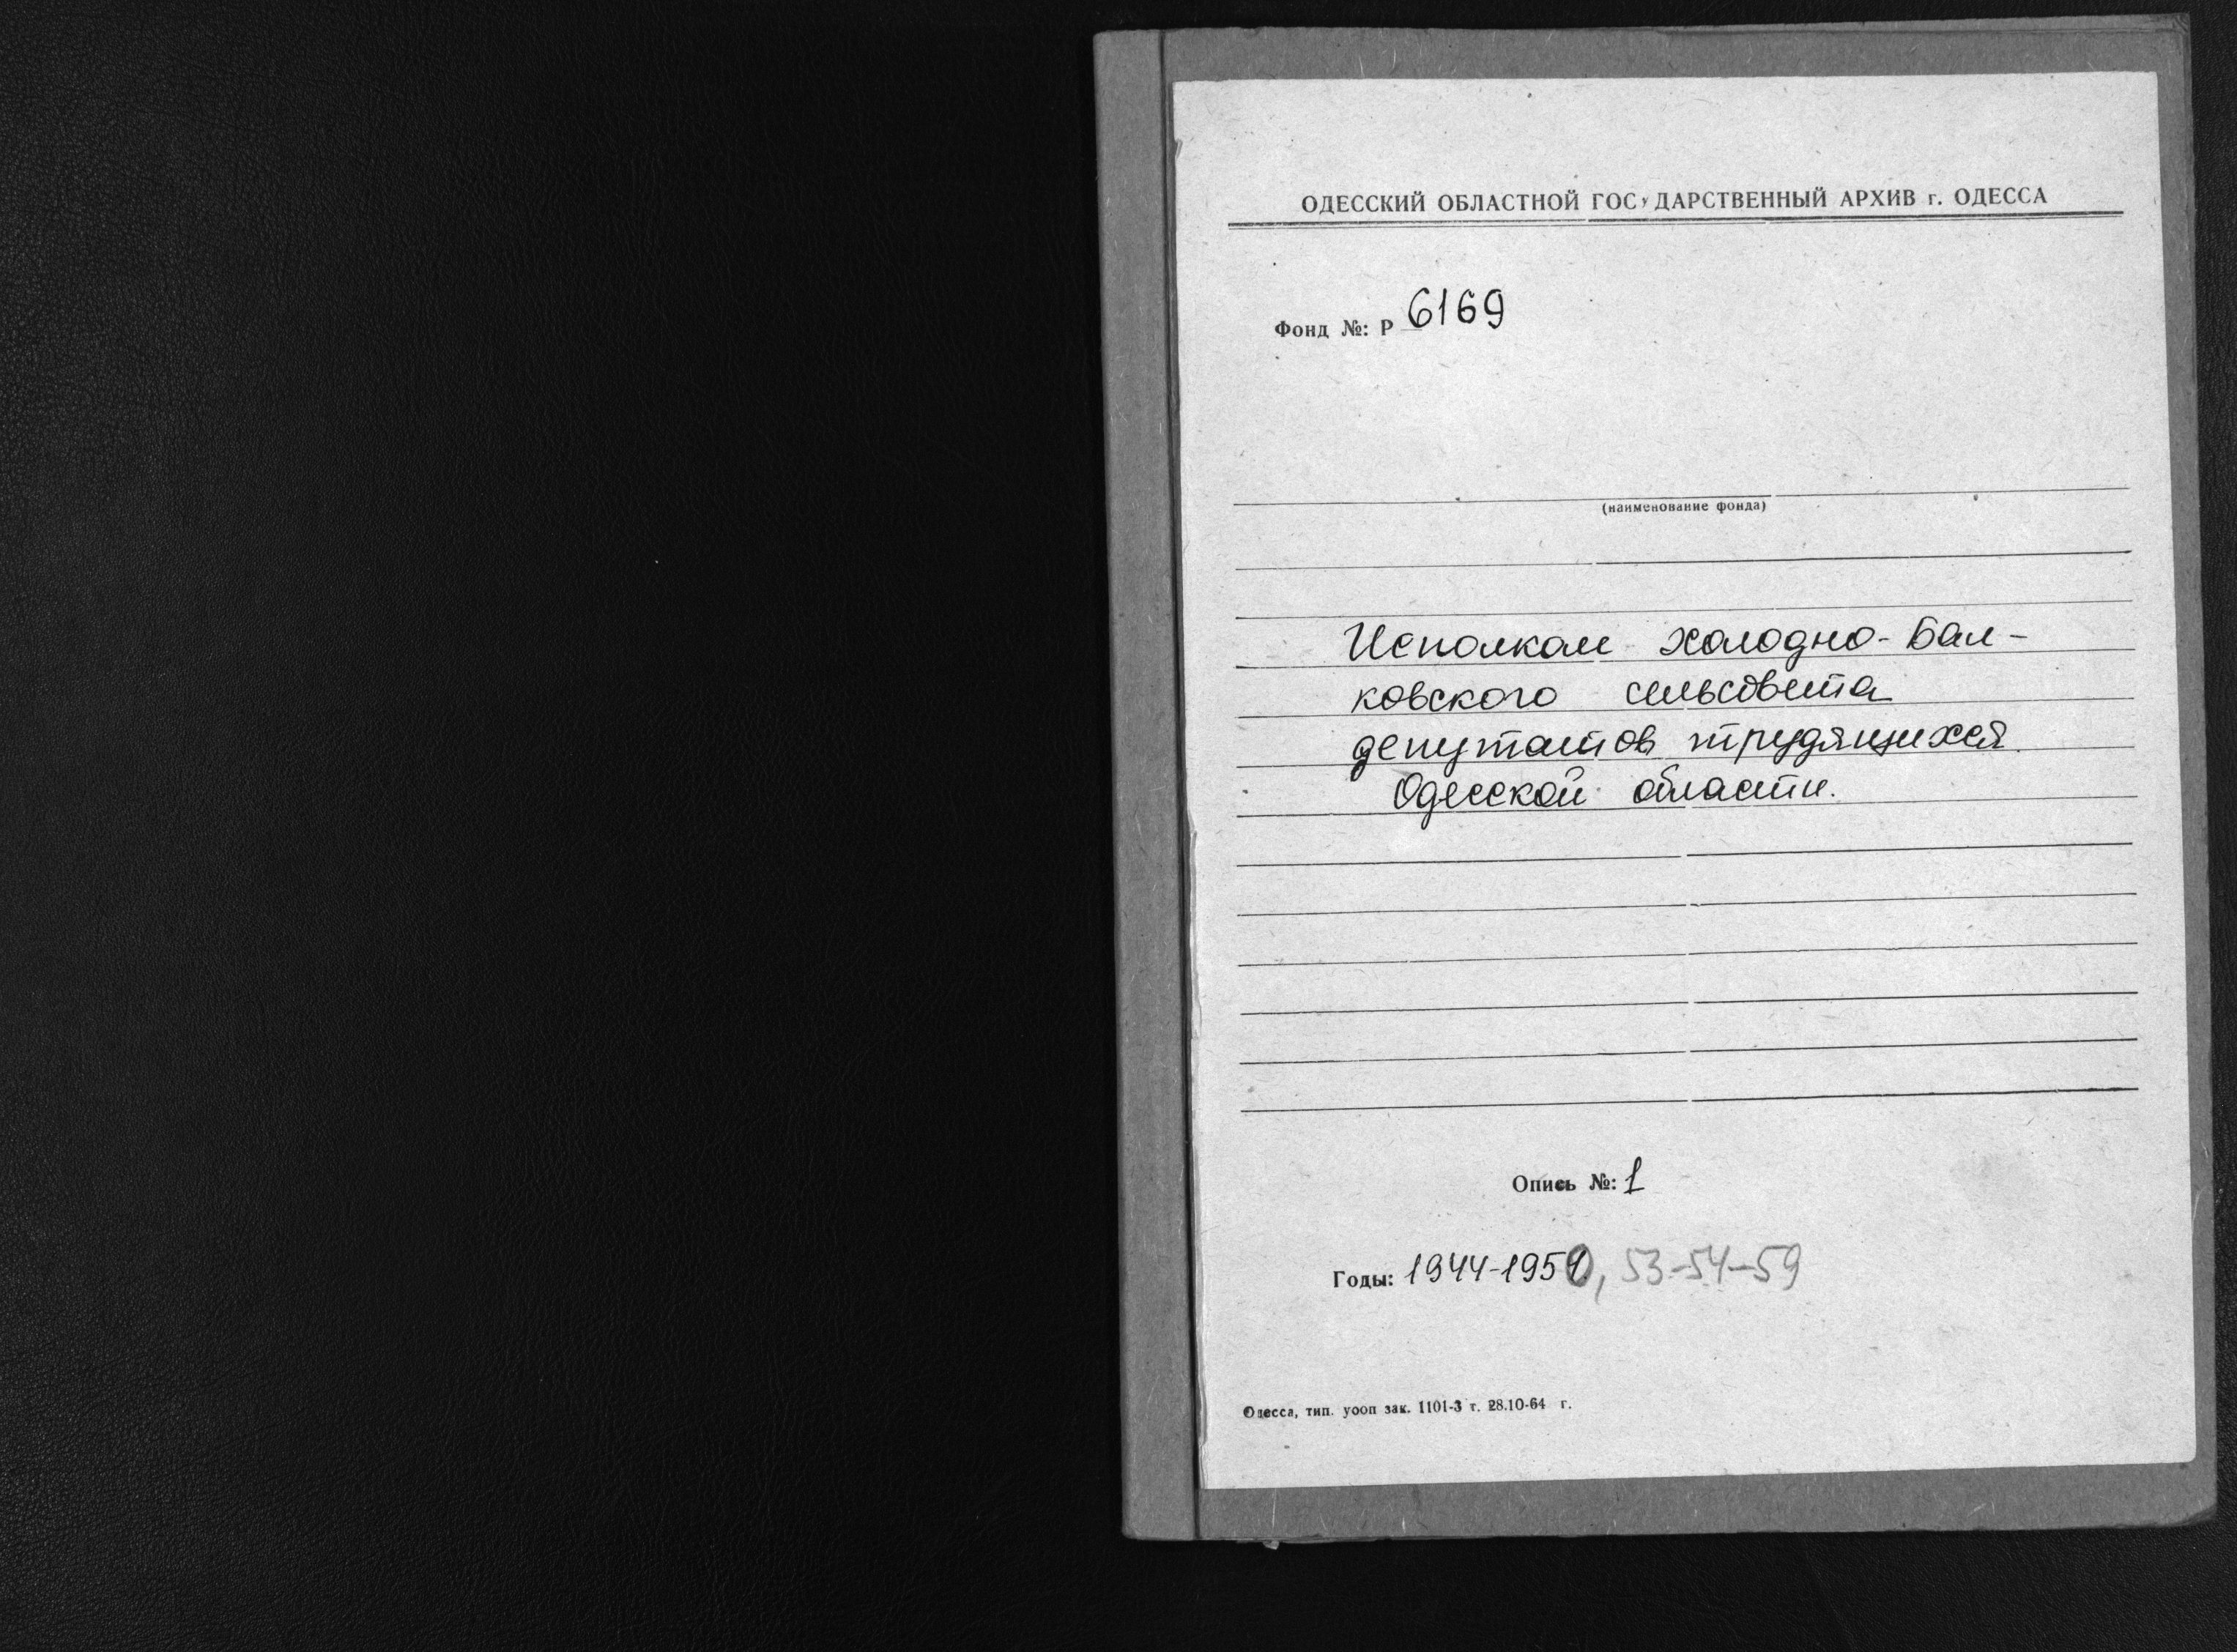 ОДЕССКИЙ ОБЛАСТНОЙ ГОСУДАРСТВЕННЫЙ АРХИВ г. ОДЕССА
Фонд №: Р 6169
(наименование фонда)
Исполком Холодно-Бал-
ковского сельсовета
депутатов трудящихся
Одесской области.
Опись №: 1
Годы: 1944-1950, 53-54-59
Одесса, тип. уооп зак. 1101-3 т. 28.10-64 г.